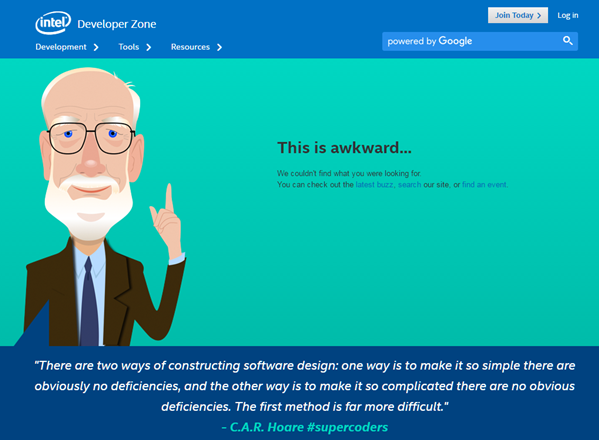 intel Developer Zone
Join Today
Log in
Development
Tools
Resources
powered by Google
This is awkward...
We couldn't find what you were looking for.
You can check out the latest buzz, search our site, or find an event.
"There are two ways of constructing software design: one way is to make it so simple there are
obviously no deficiencies, and the other way is to make it so complicated there are no obvious
deficiencies. The first method is far more difficult."
- C.A.R. Hoare #supercoders